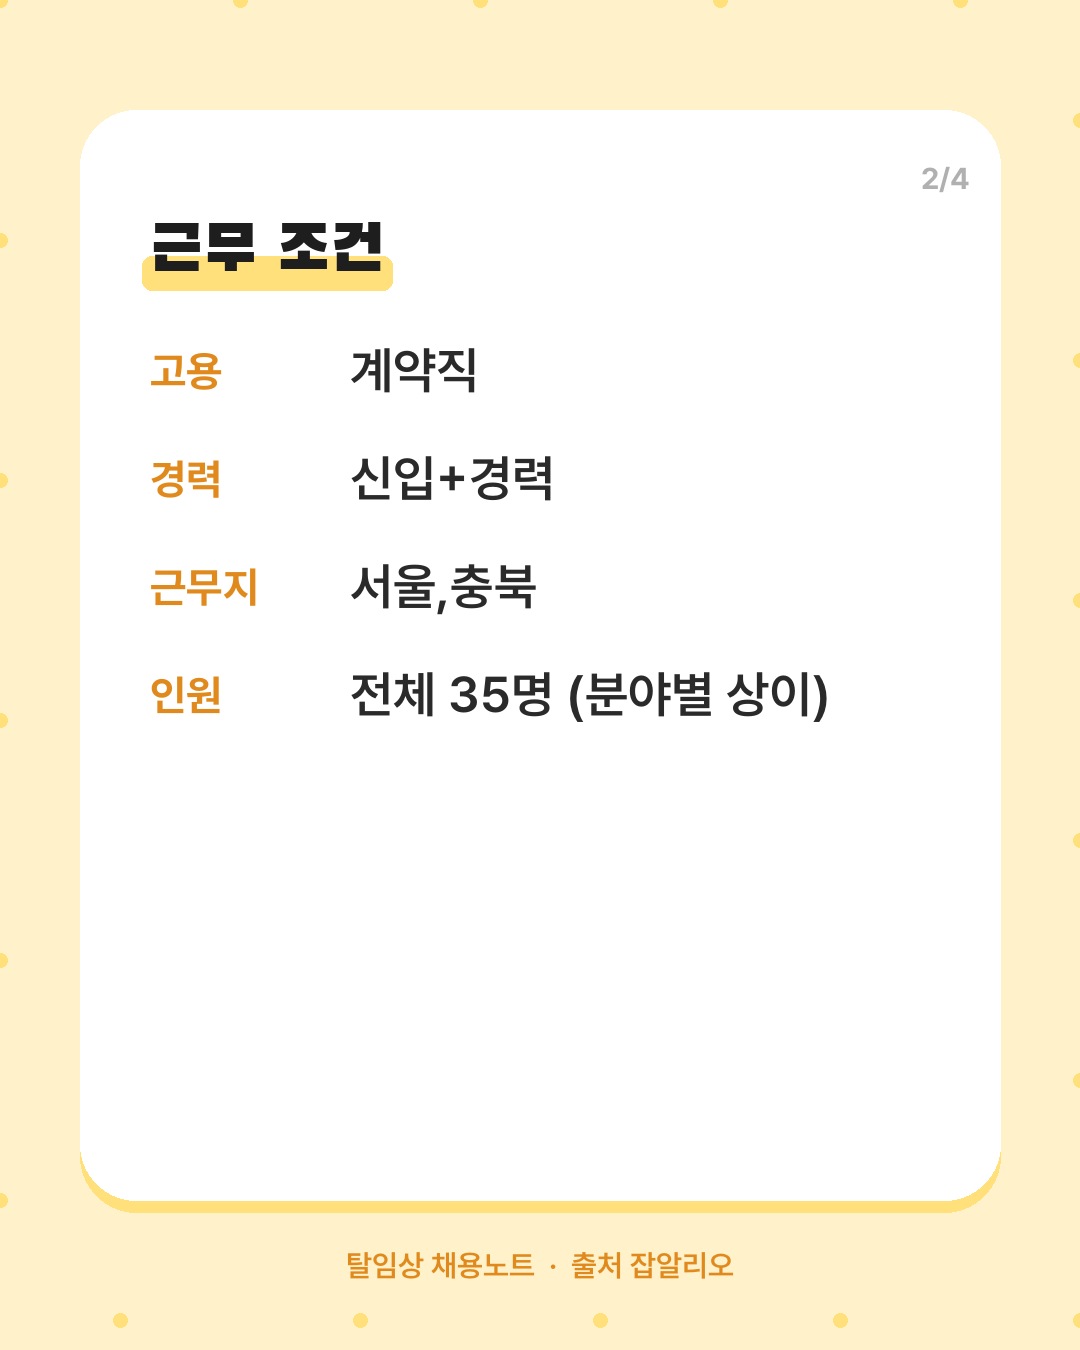 2/4
근무 조건
고용 계약직
경력 신입+경력
근무지 서울,충북
인원 전체 35명 (분야별 상이)
탈임상 채용노트 · 출처 잡알리오